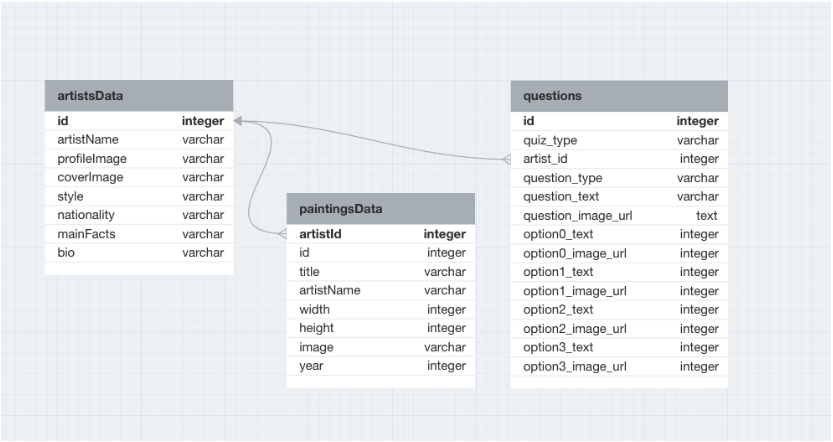 artistsData
id integer
artistName varchar
profileImage varchar
coverImage varchar
style varchar
nationality varchar
mainFacts varchar
bio varchar
paintingsData
artistId integer
id integer
title varchar
artistName varchar
width integer
height integer
image varchar
year integer
questions
id integer
quiz_type varchar
artist_id integer
question_type varchar
question_text varchar
question_image_url text
option0_text integer
option0_image_url integer
option1_text integer
option1_image_url integer
option2_text integer
option2_image_url integer
option3_text integer
option3_image_url integer